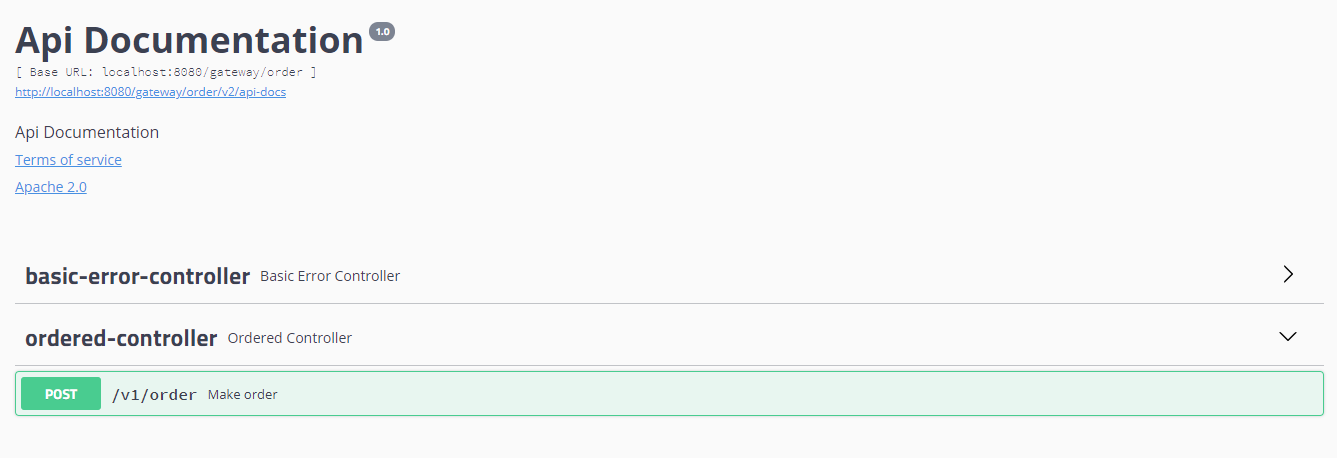 Api Documentation 1.0
[ Base URL: localhost:8080/gateway/order ]
http://localhost:8080/gateway/order/v2/api-docs
Api Documentation
Terms of service
Apache 2.0
basic-error-controller Basic Error Controller
ordered-controller Ordered Controller
POST /v1/order Make order